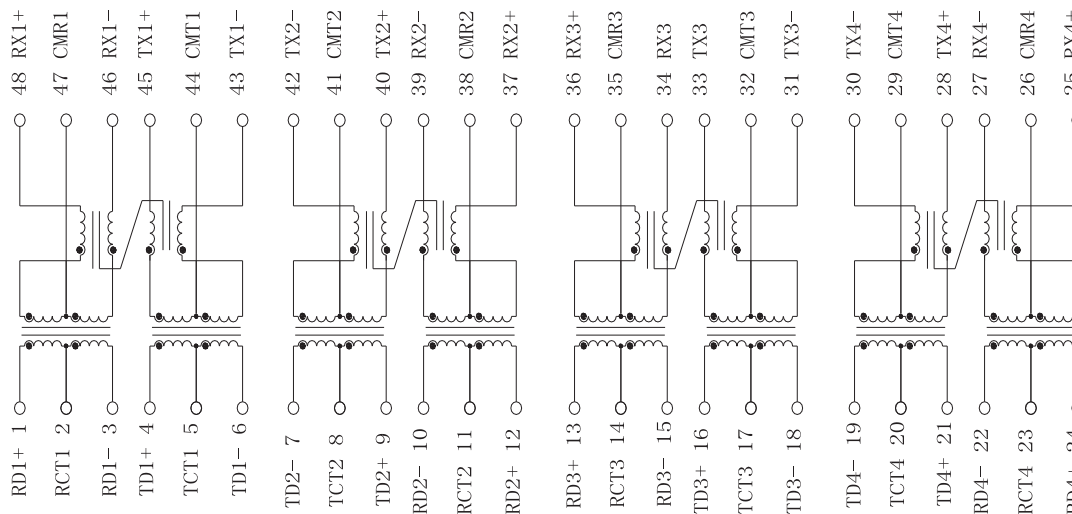 48 RX1+
47 CMR1
46 RX1-
45 TX1+
44 CMT1
43 TX1-
42 TX2-
41 CMT2
40 TX2+
39 RX2-
38 CMR2
37 RX2+
36 RX3+
35 CMR3
34 RX3
33 TX3
32 CMT3
31 TX3-
30 TX4-
29 CMT4
28 TX4+
27 RX4-
26 CMR4
25 RX4+
RD1+ 1
RCT1 2
RD1- 3
TD1+ 4
TCT1 5
TD1- 6
TD2- 7
TCT2 8
TD2+ 9
RD2- 10
RCT2 11
RD2+ 12
RD3+ 13
RCT3 14
RD3- 15
TD3+ 16
TCT3 17
TD3- 18
TD4- 19
TCT4 20
TD4+ 21
RD4- 22
RCT4 23
RD4+ 24